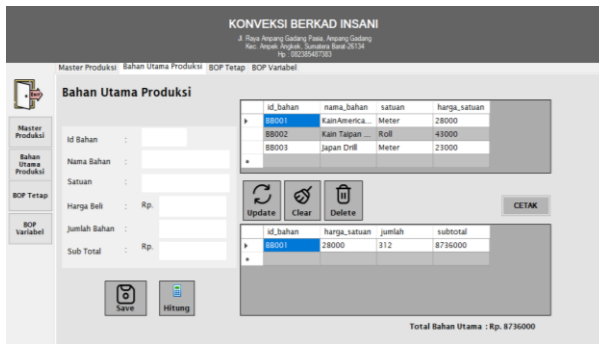 KONVEKSI BERKAD INSANI
Jl. Raya Ampang Gadang Pasia, Ampang Gadang
Kec. Ampek Angkek, Sumatera Barat-26134
Hp : 082385487383
Master Produksi Bahan Utama Produksi BOP Tetap BOP Variabel
Exit
Master Produksi
Bahan Utama Produksi
BOP Tetap
BOP Variabel
Bahan Utama Produksi
Id Bahan :
Nama Bahan :
Satuan :
Harga Beli : Rp.
Jumlah Bahan :
Sub Total : Rp.
Save Hitung
id_bahan nama_bahan satuan harga_satuan
BB001 KainAmerica... Meter 28000
BB002 Kain Taipan ... Roll 43000
BB003 Japan Drill Meter 23000
Update Clear Delete CETAK
id_bahan harga_satuan jumlah subtotal
BB001 28000 312 8736000
Total Bahan Utama : Rp. 8736000